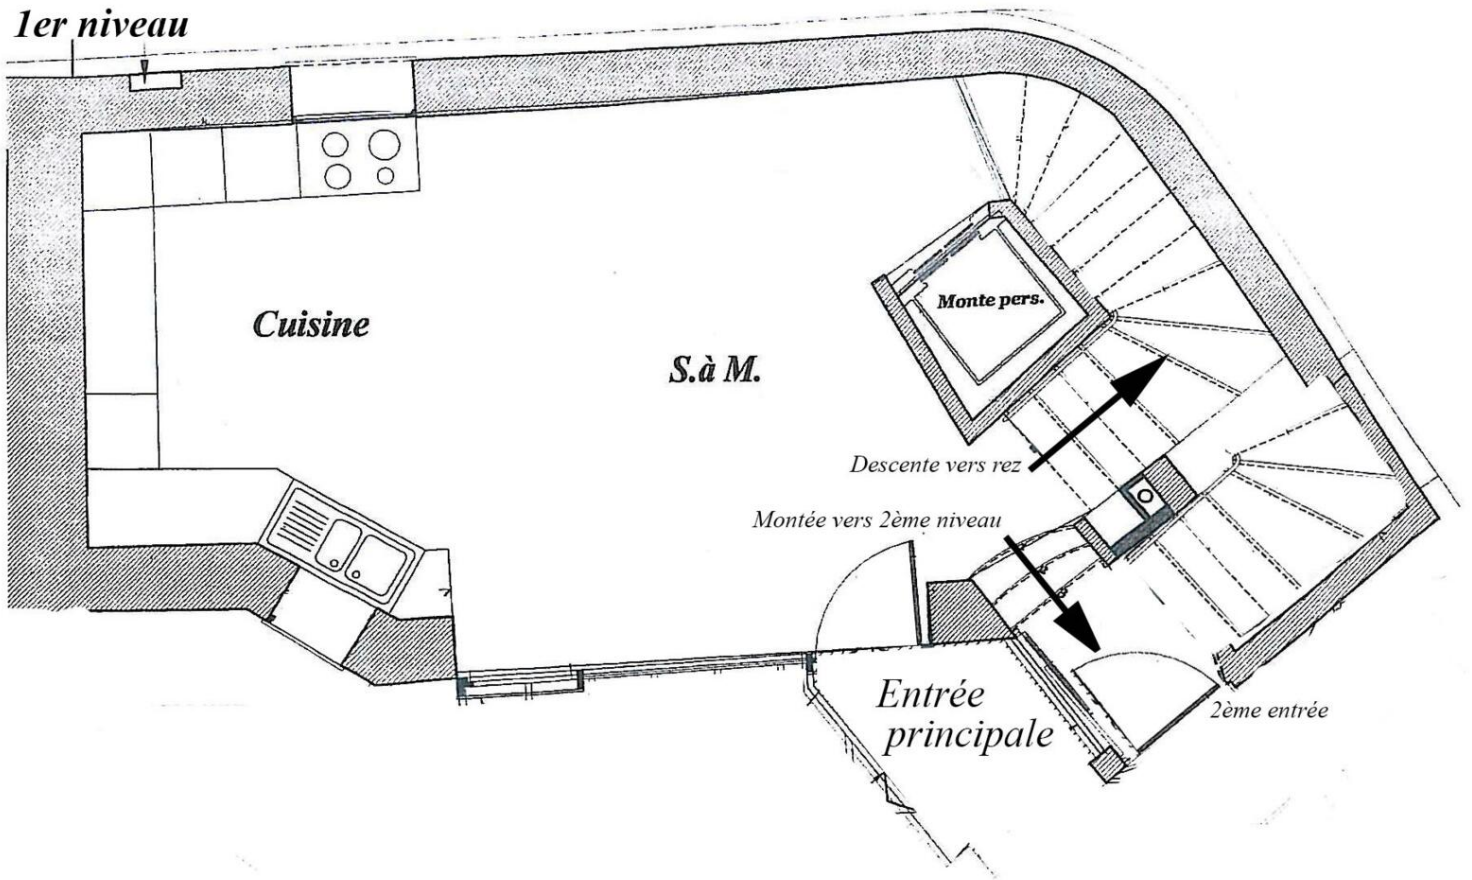 1er niveau
Monte pers.
Cuisine
S.à M.
Descente vers rez
Montée vers 2ème niveau
Entrée
principale
2ème entrée